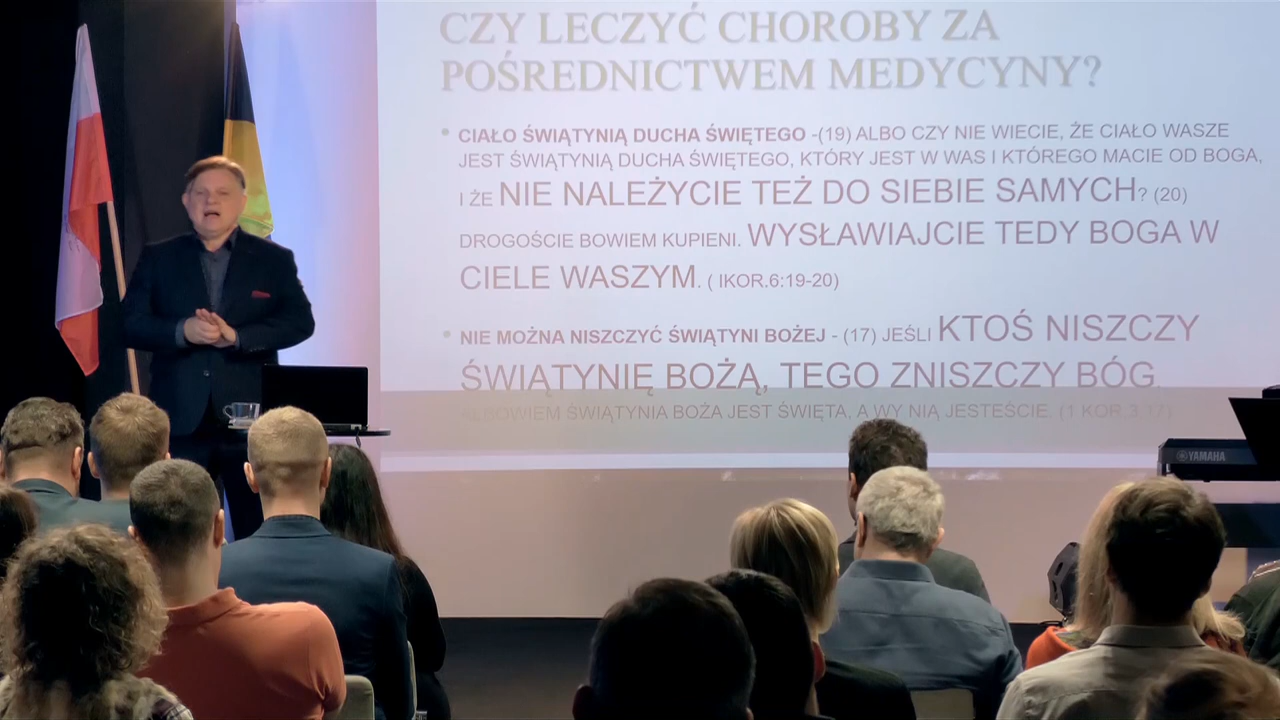 CZY LECZYĆ CHOROBY ZA
POŚREDNICTWEM MEDYCYNY?
• CIAŁO ŚWIĄTYNIĄ DUCHA ŚWIĘTEGO -(19) ALBO CZY NIE WIECIE, ŻE CIAŁO WASZE
JEST ŚWIĄTYNIĄ DUCHA ŚWIĘTEGO, KTÓRY JEST W WAS I KTÓREGO MACIE OD BOGA,
I ŻE NIE NALEŻYCIE TEŻ DO SIEBIE SAMYCH? (20)
DROGOŚCIE BOWIEM KUPIENI. WYSŁAWIAJCIE TEDY BOGA W
CIELE WASZYM. ( IKOR.6:19-20)
• NIE MOŻNA NISZCZYĆ ŚWIĄTYNI BOŻEJ - (17) JEŚLI KTOŚ NISZCZY
ŚWIĄTYNIĘ BOŻĄ, TEGO ZNISZCZY BÓG,
ALBOWIEM ŚWIĄTYNIA BOŻA JEST ŚWIĘTA, A WY NIĄ JESTEŚCIE, (1 KOR.3,17)
YAMAHA